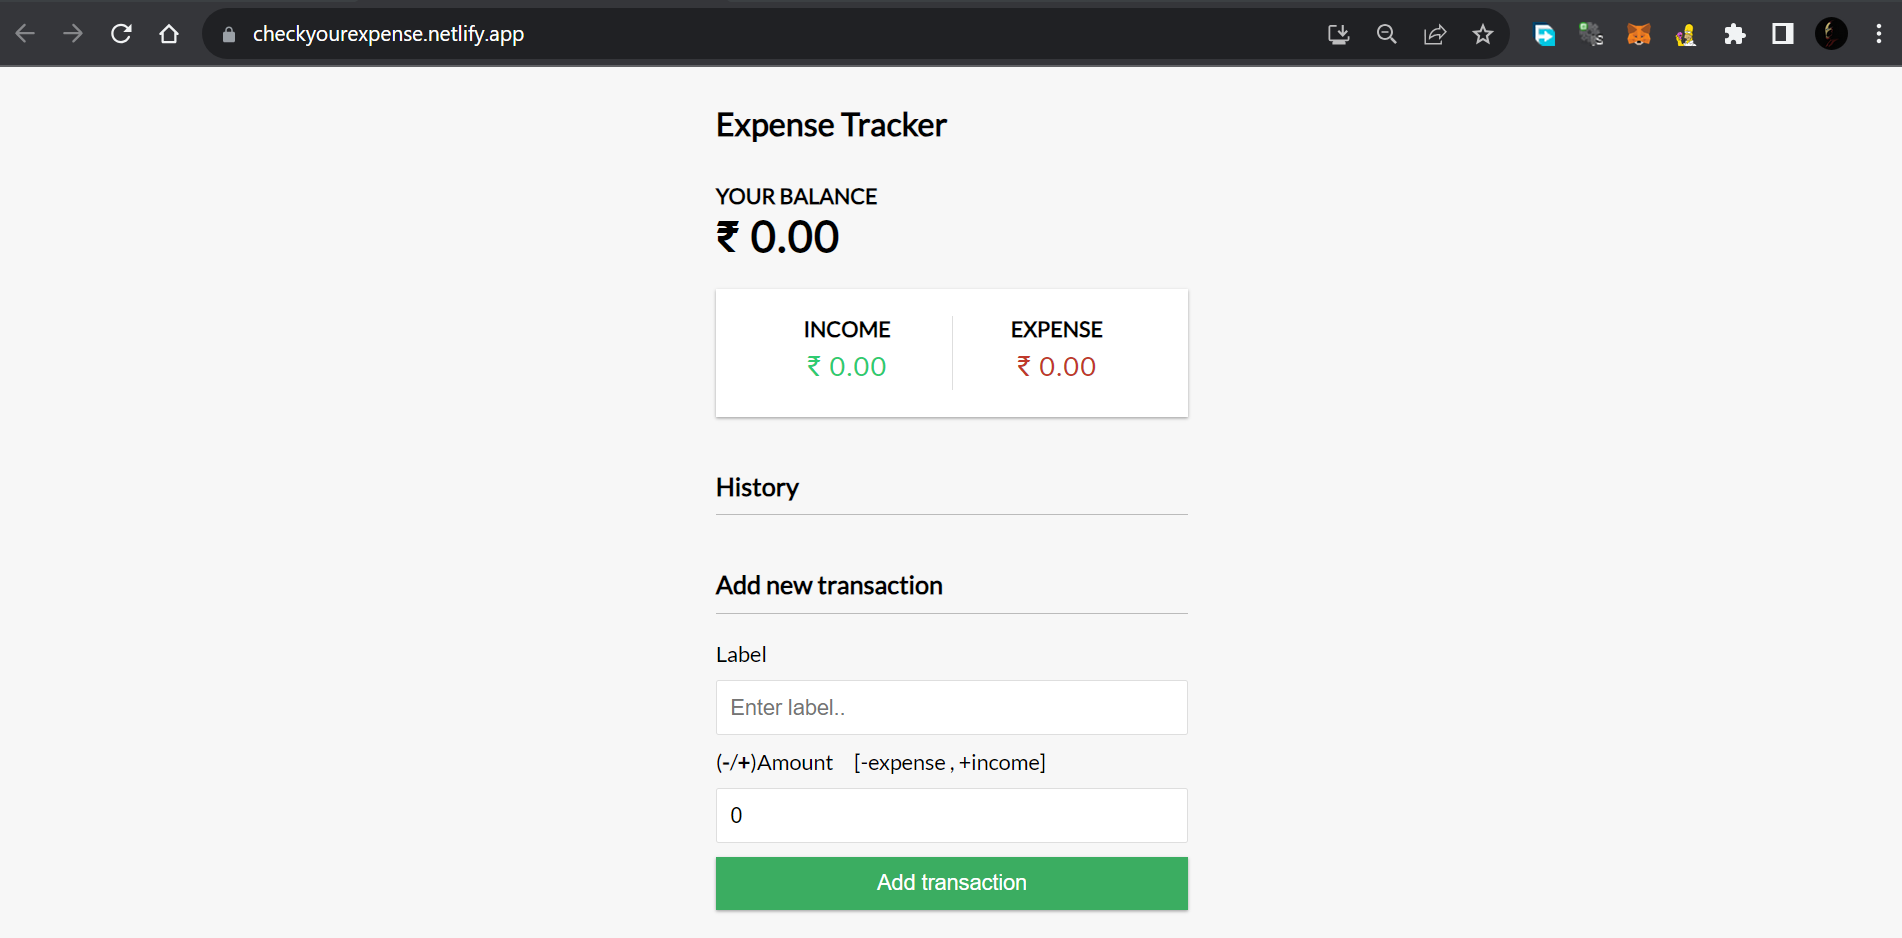 checkyourexpense.netlify.app
Expense Tracker
YOUR BALANCE
₹ 0.00
INCOME
EXPENSE
₹ 0.00
₹ 0.00
History
Add new transaction
Label
Enter label..
(-/+)Amount [-expense , +income]
0
Add transaction